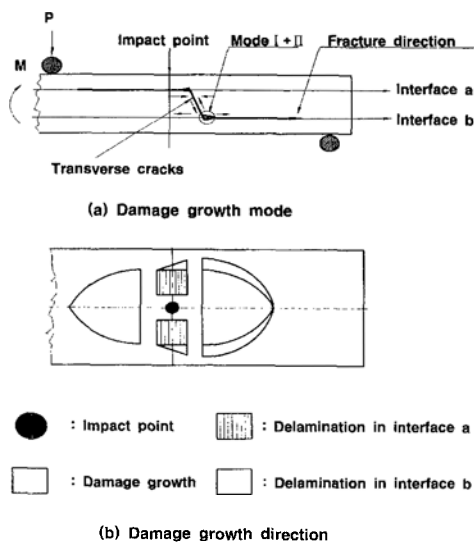 P
Impact point
Mode I + II
Fracture direction
M
Interface a
Interface b
Transverse cracks
(a) Damage growth mode
: Impact point
: Delamination in interface a
: Damage growth
: Delamination in interface b
(b) Damage growth direction